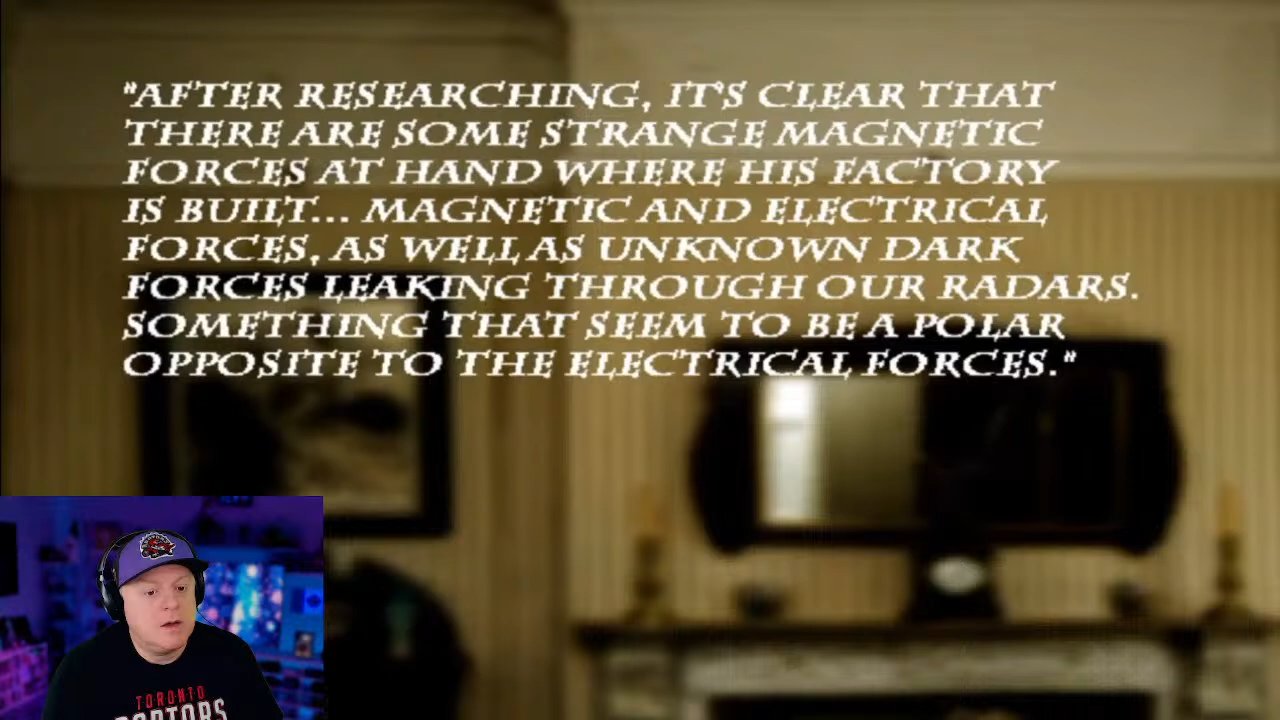 "AFTER RESEARCHING, IT'S CLEAR THAT
THERE ARE SOME STRANGE MAGNETIC
FORCES AT HAND WHERE HIS FACTORY
IS BUILT... MAGNETIC AND ELECTRICAL
FORCES, AS WELL AS UNKNOWN DARK
FORCES LEAKING THROUGH OUR RADARS.
SOMETHING THAT SEEM TO BE A POLAR
OPPOSITE TO THE ELECTRICAL FORCES."
TORONTO
RAPTORS